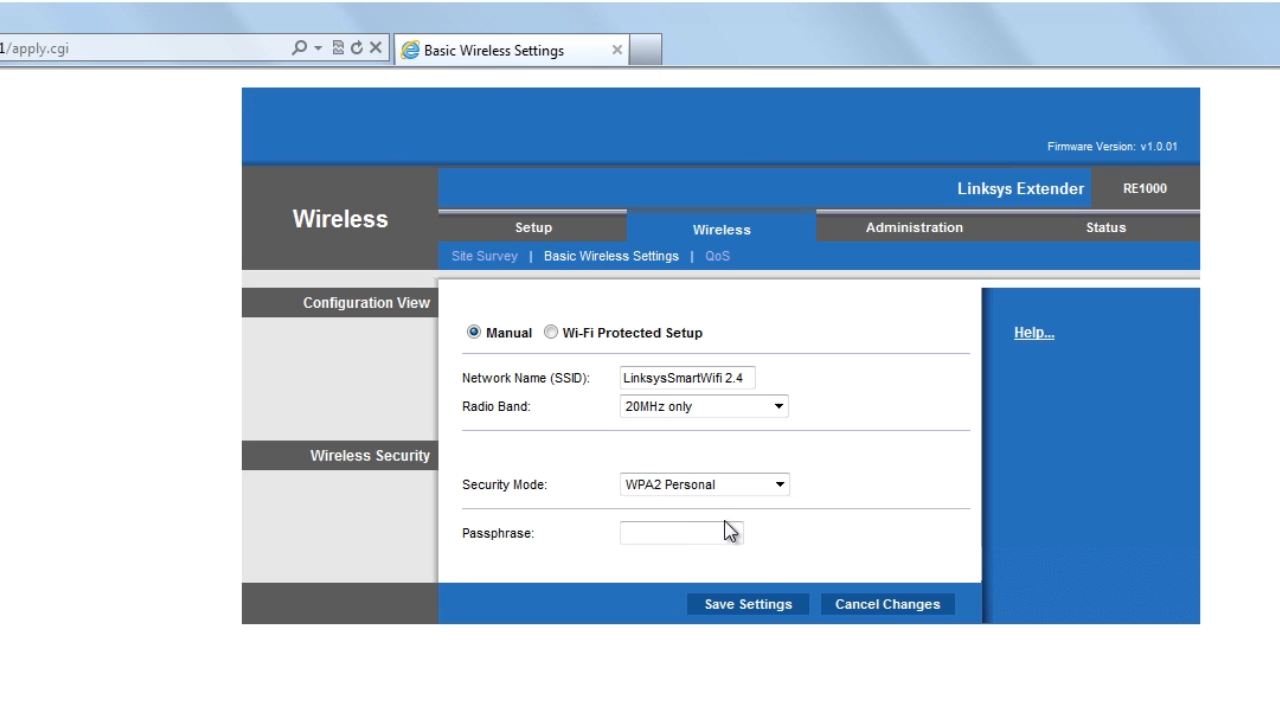 1/apply.cgi
Basic Wireless Settings
Firmware Version: v1.0.01
Linksys Extender RE1000
Wireless
Setup Wireless Administration Status
Site Survey | Basic Wireless Settings | QoS
Configuration View
Manual Wi-Fi Protected Setup
Help...
Network Name (SSID): LinksysSmartWifi 2.4
Radio Band: 20MHz only
Wireless Security
Security Mode: WPA2 Personal
Passphrase:
Save Settings Cancel Changes